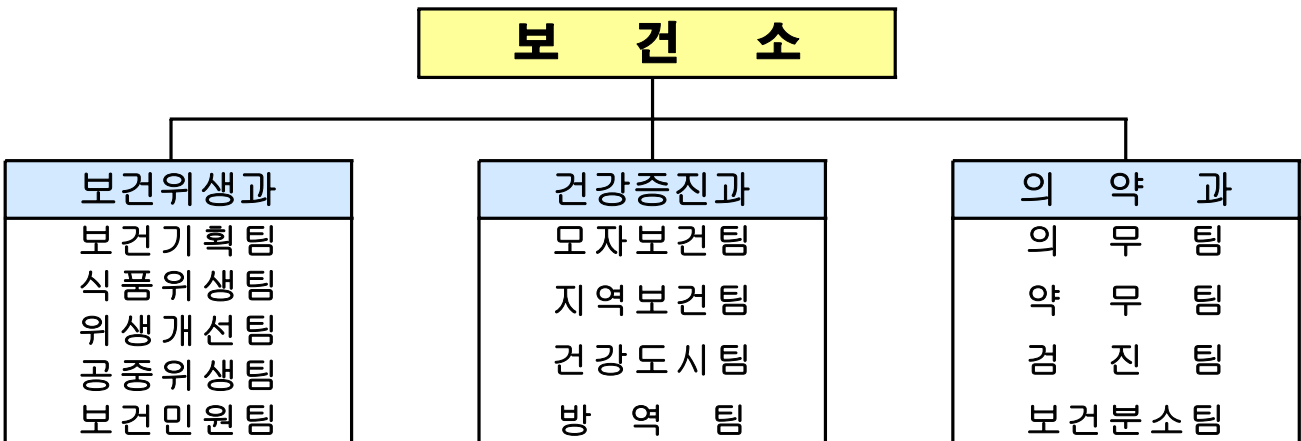 보 건 소
보건위생과
보건기획팀
식품위생팀
위생개선팀
공중위생팀
보건민원팀
건강증진과
모자보건팀
지역보건팀
건강도시팀
방 역 팀
의 약 과
의 무 팀
약 무 팀
검 진 팀
보건분소팀